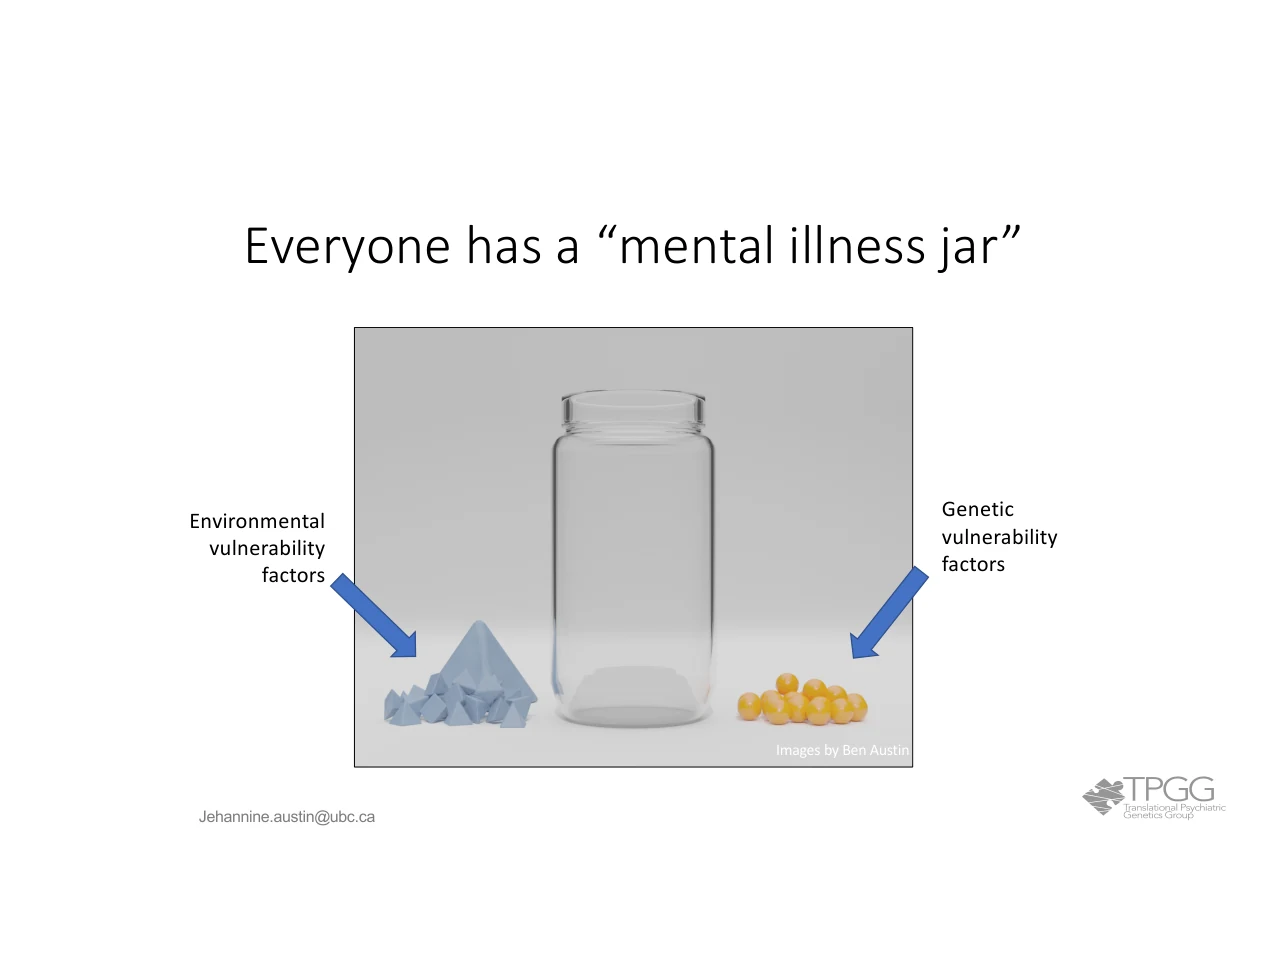 Everyone has a “mental illness jar”
Environmental
vulnerability
factors
Genetic
vulnerability
factors
Images by Ben Austin
Jehannine.austin@ubc.ca
TPGG
Translational Psychiatric
Genetics Group